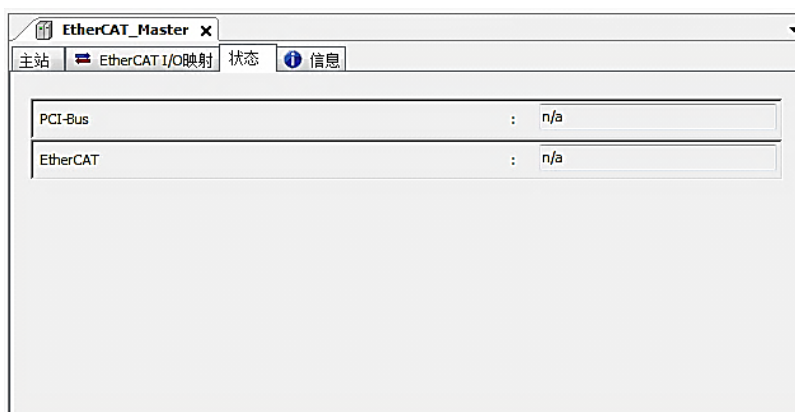 EtherCAT_Master x
主站 EtherCAT I/O映射 状态 信息
PCI-Bus : n/a
EtherCAT : n/a